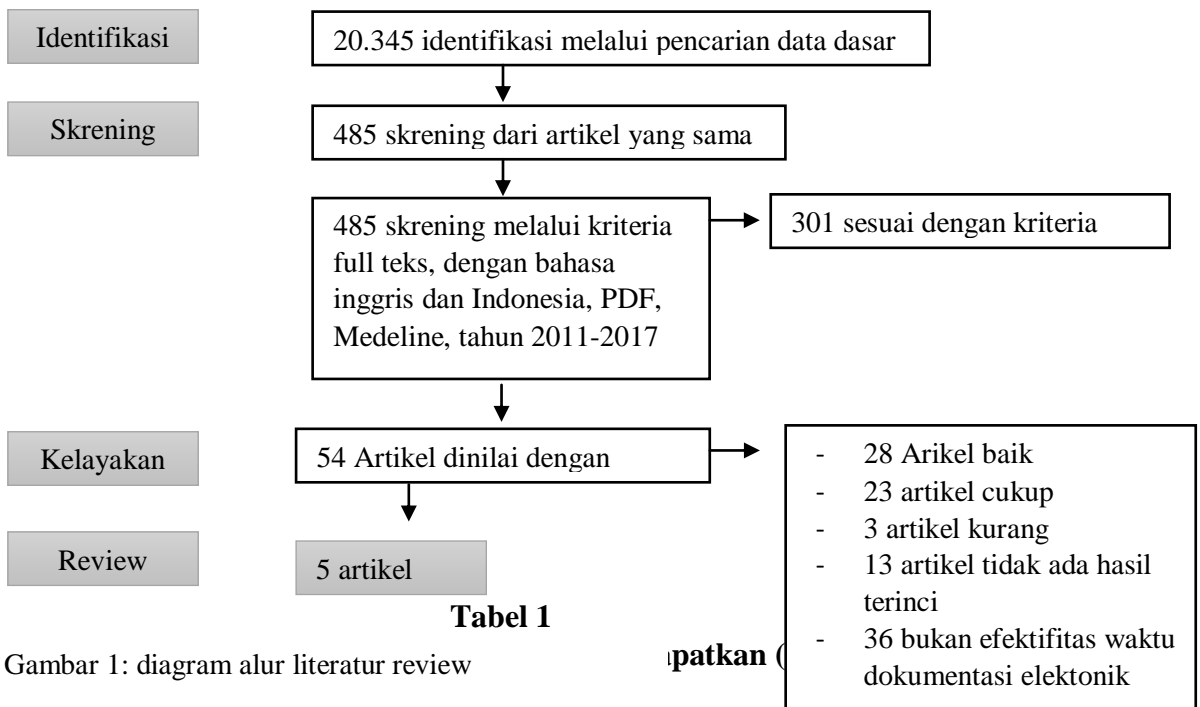 Identifikasi
20.345 identifikasi melalui pencarian data dasar
Skrening
485 skrening dari artikel yang sama
485 skrening melalui kriteria
full teks, dengan bahasa
inggris dan Indonesia, PDF,
Medeline, tahun 2011-2017
301 sesuai dengan kriteria
Kelayakan
54 Artikel dinilai dengan
- 28 Arikel baik
- 23 artikel cukup
- 3 artikel kurang
- 13 artikel tidak ada hasil
terinci
- 36 bukan efektifitas waktu
dokumentasi elektonik
Review
5 artikel
Tabel 1
patkan (
Gambar 1: diagram alur literatur review